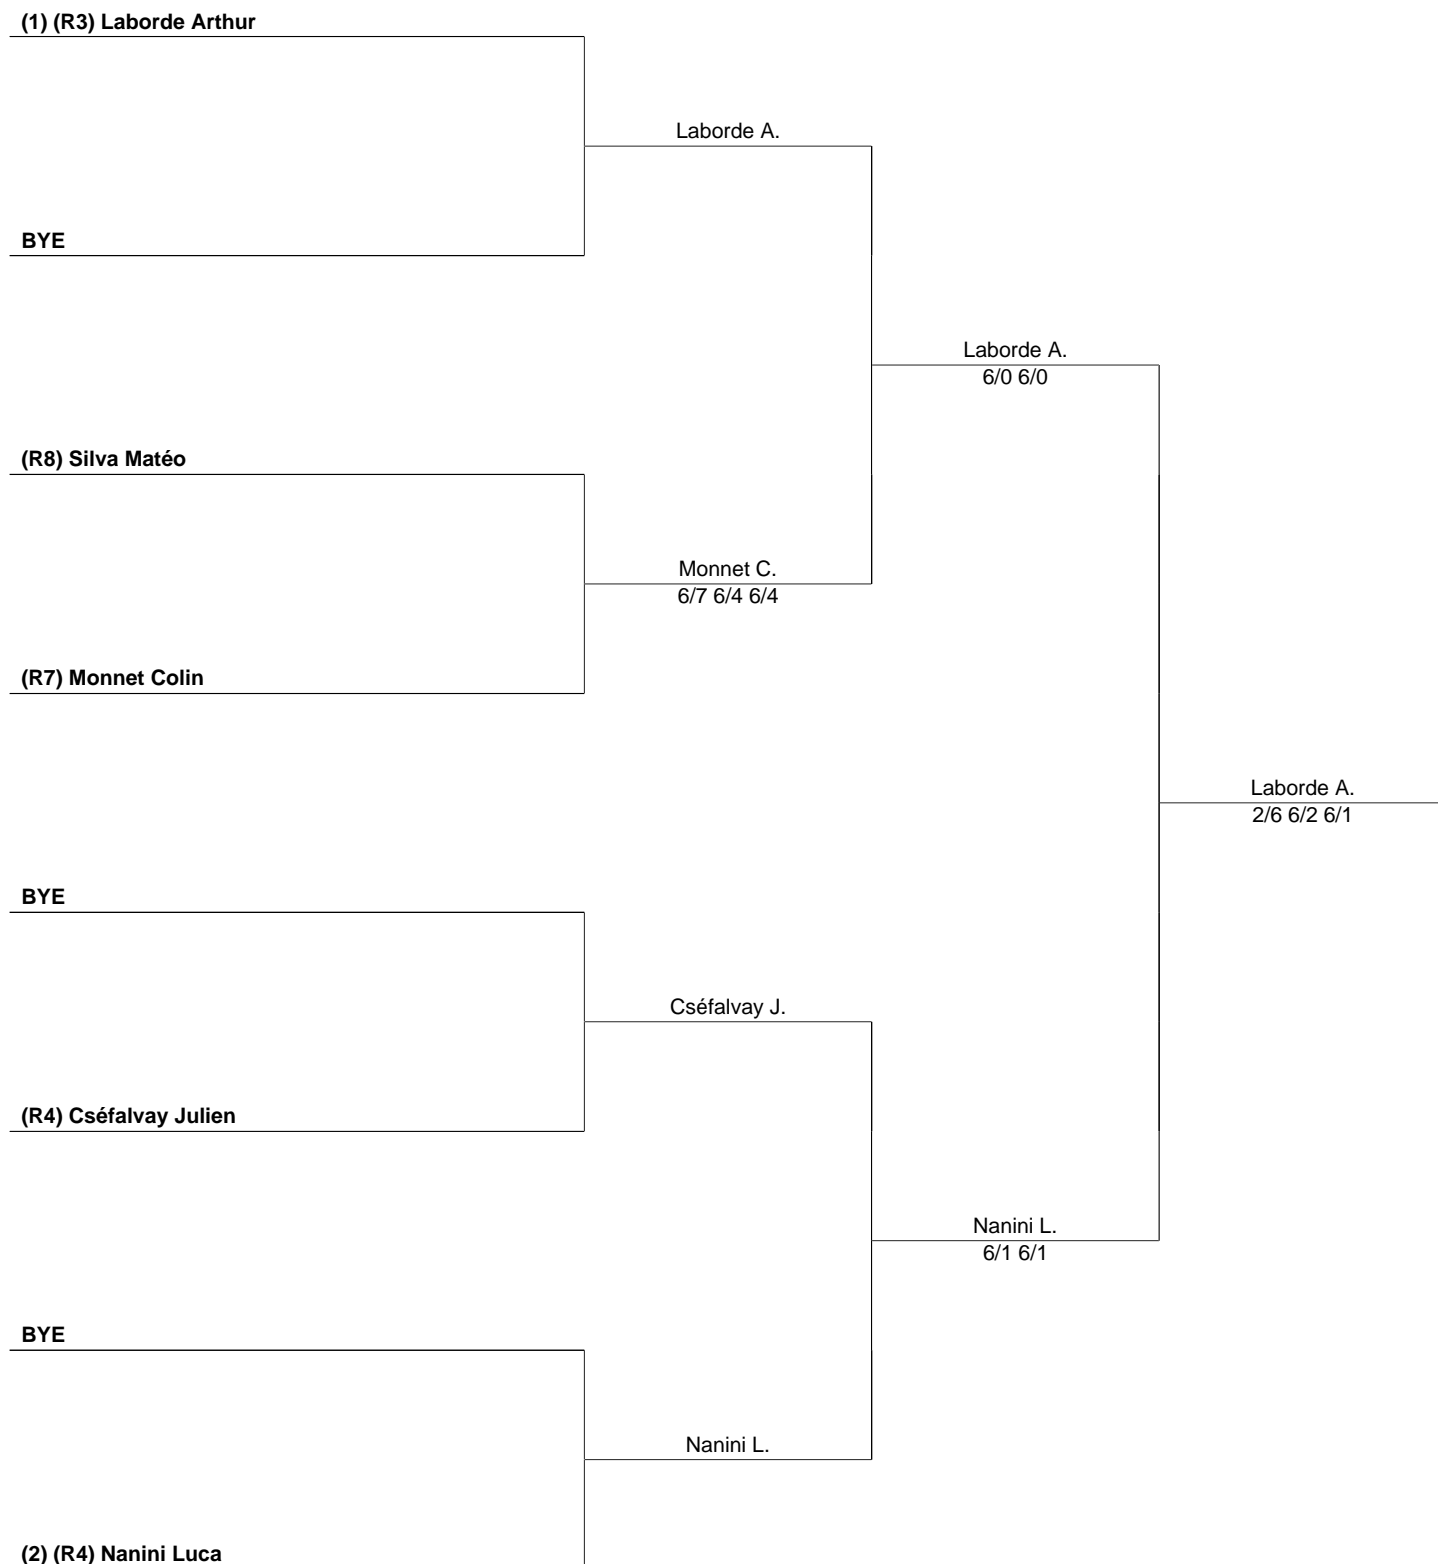 (1) (R3) Laborde Arthur
Laborde A.
BYE
Laborde A.
6/0 6/0
(R8) Silva Matéo
Monnet C.
6/7 6/4 6/4
(R7) Monnet Colin
Laborde A.
2/6 6/2 6/1
BYE
Cséfalvay J.
(R4) Cséfalvay Julien
Nanini L.
6/1 6/1
BYE
Nanini L.
(2) (R4) Nanini Luca